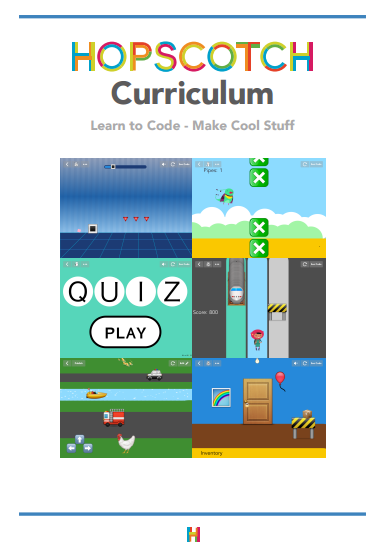 HOPSCOTCH
Curriculum
Learn to Code - Make Cool Stuff
Pipes: 1
QUIZ
PLAY
Score: 800
Inventory
H